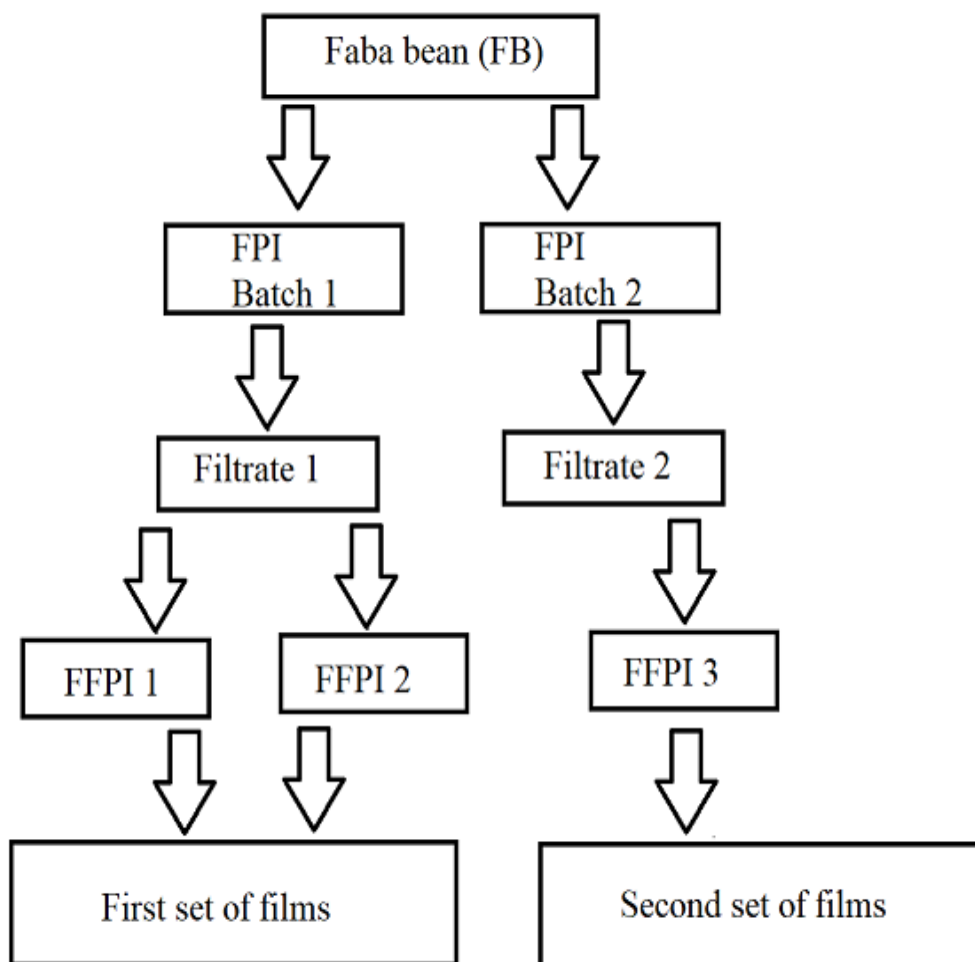 Faba bean (FB)
FPI
Batch 1
FPI
Batch 2
Filtrate 1
Filtrate 2
FFPI 1
FFPI 2
FFPI 3
First set of films
Second set of films